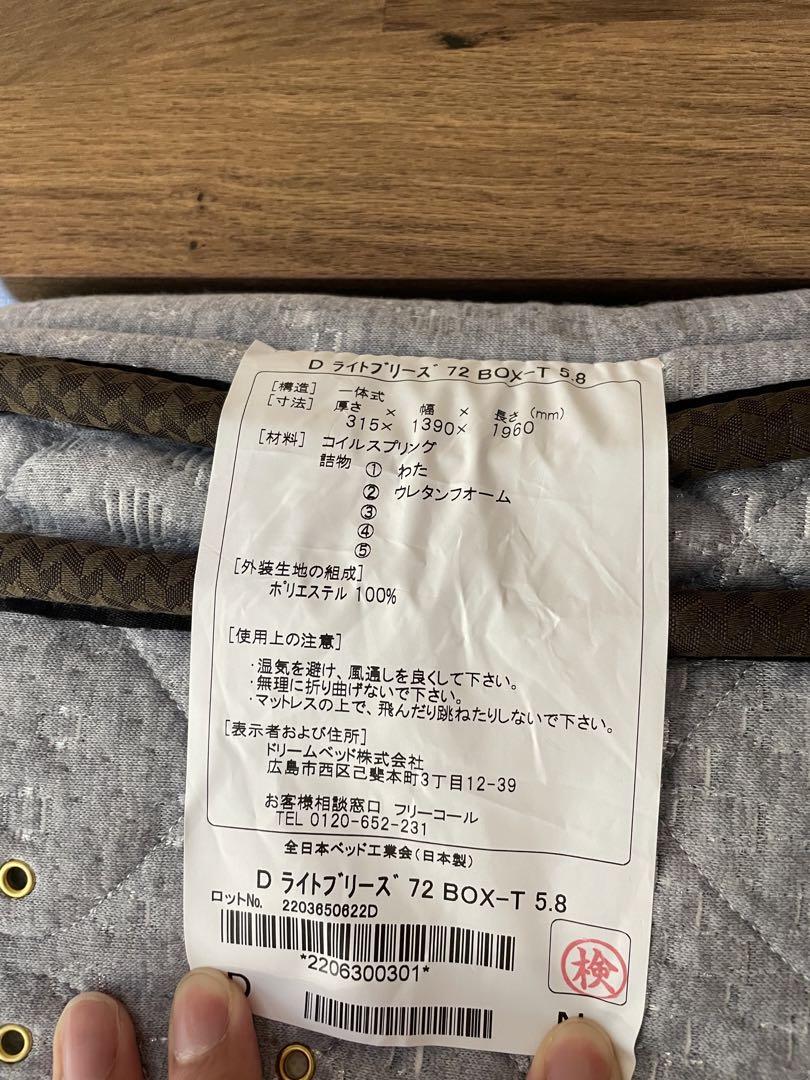 D ライトブリーズ 72 BOX-T 5.8
[構造] 一体式
[寸法] 厚さ × 幅 × 長さ (mm)
315× 1390× 1960
[材料] コイルスプリング
詰物 ① わた
② ウレタンフオーム
③
④
⑤
[外装生地の組成]
ポリエステル 100%
[使用上の注意]
・湿気を避け、風通しを良くして下さい。
・無理に折り曲げないで下さい。
・マットレスの上で、飛んだり跳ねたりしないで下さい。
[表示者および住所]
ドリームベッド株式会社
広島市西区己斐本町3丁目12-39
お客様相談窓口 フリーコール
TEL 0120-652-231
全日本ベッド工業会(日本製)
D ライトブリーズ 72 BOX-T 5.8
ロットNo. 2203650622D
*2206300301*
検
D